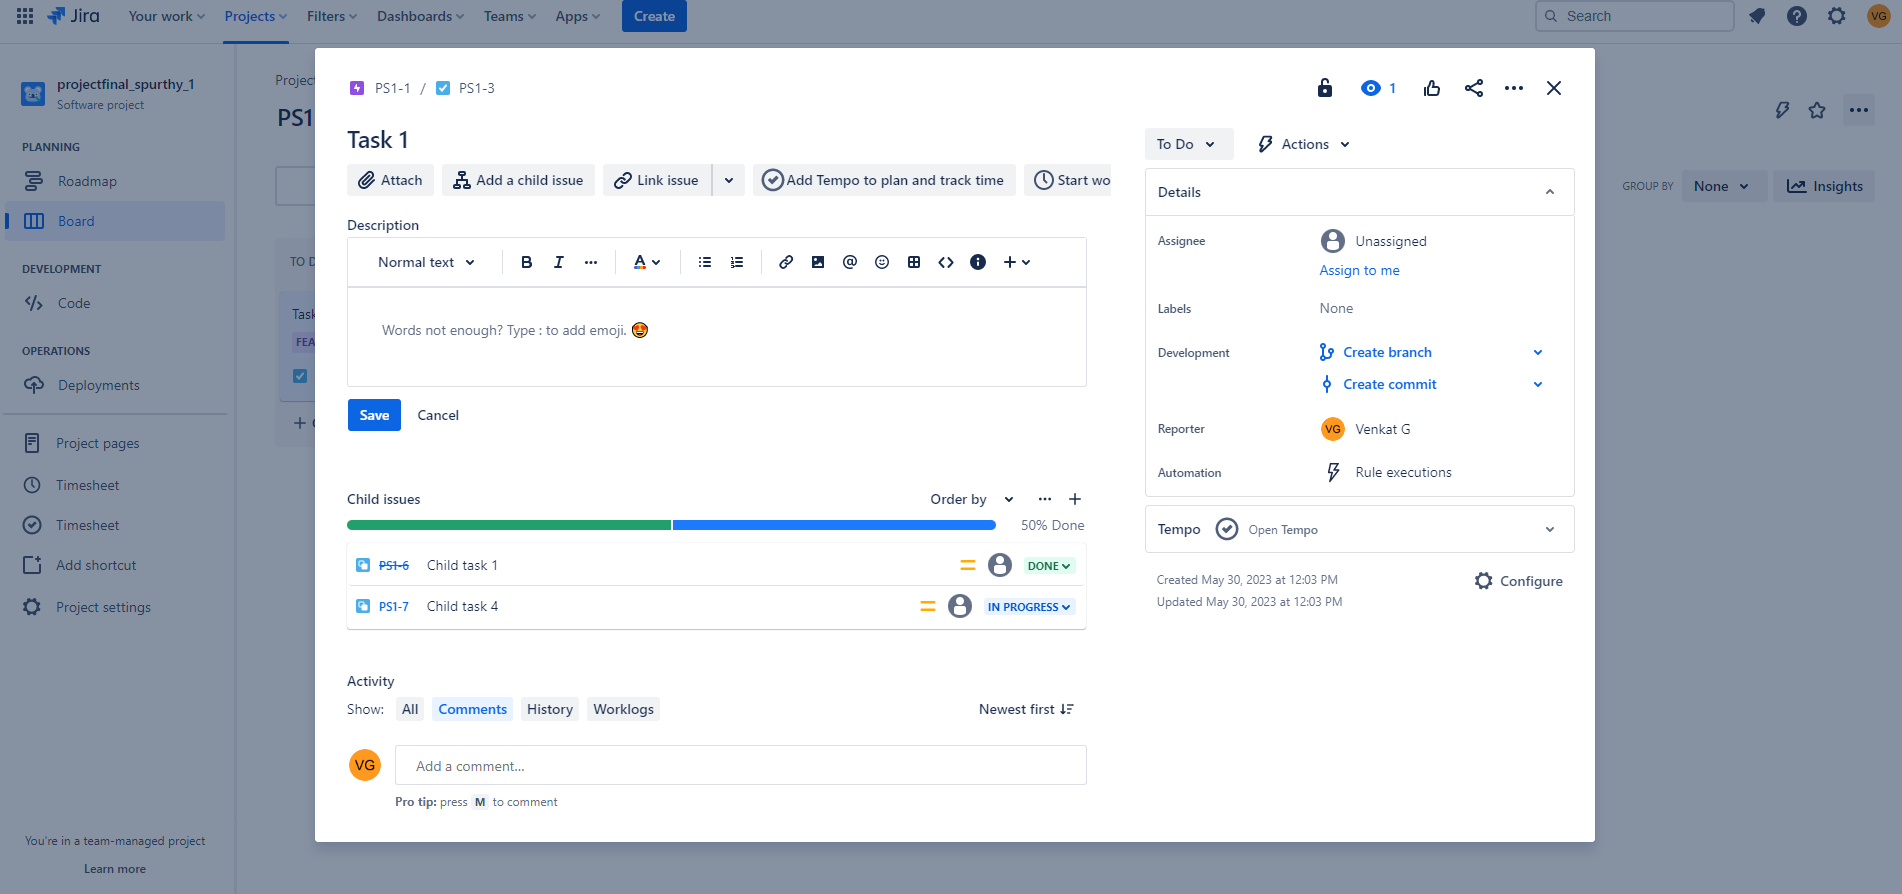 Jira
Your work
Projects
Filters
Dashboards
Teams
Apps
Create
Search
VG
projectfinal_spurthy_1
Software project
PLANNING
Roadmap
Board
DEVELOPMENT
Code
OPERATIONS
Deployments
Project pages
Timesheet
Timesheet
Add shortcut
Project settings
You're in a team-managed project
Learn more
Project
PS1
TO D
Task
FEA
GROUP BY
None
Insights
PS1-1 / PS1-3
1
Task 1
Attach
Add a child issue
Link issue
Add Tempo to plan and track time
Start wo
Description
Normal text
B I ... A @ <> i +
Words not enough? Type : to add emoji. 😍
Save
Cancel
Child issues
Order by
50% Done
PS1-6 Child task 1 DONE
PS1-7 Child task 4 IN PROGRESS
Activity
Show: All Comments History Worklogs
Newest first
VG
Add a comment...
Pro tip: press M to comment
To Do
Actions
Details
Assignee Unassigned
Assign to me
Labels None
Development Create branch
Create commit
Reporter VG Venkat G
Automation Rule executions
Tempo Open Tempo
Created May 30, 2023 at 12:03 PM
Updated May 30, 2023 at 12:03 PM
Configure